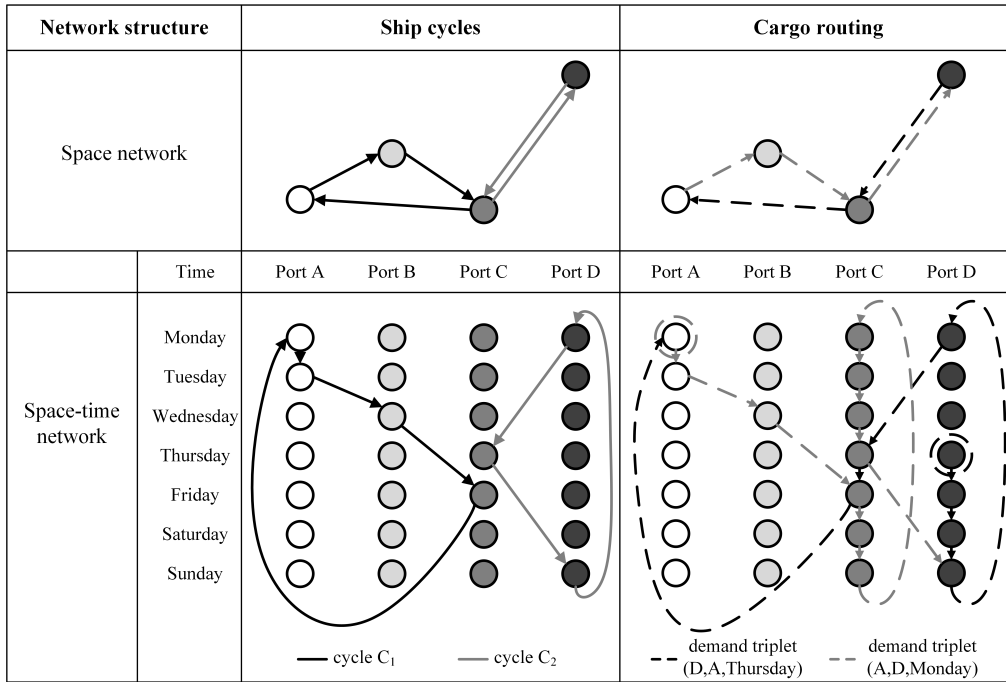 Network structure
Ship cycles
Cargo routing
Space network
Time
Port A
Port B
Port C
Port D
Port A
Port B
Port C
Port D
Space-time
network
Monday
Tuesday
Wednesday
Thursday
Friday
Saturday
Sunday
cycle C₁
cycle C₂
demand triplet
(D,A,Thursday)
demand triplet
(A,D,Monday)